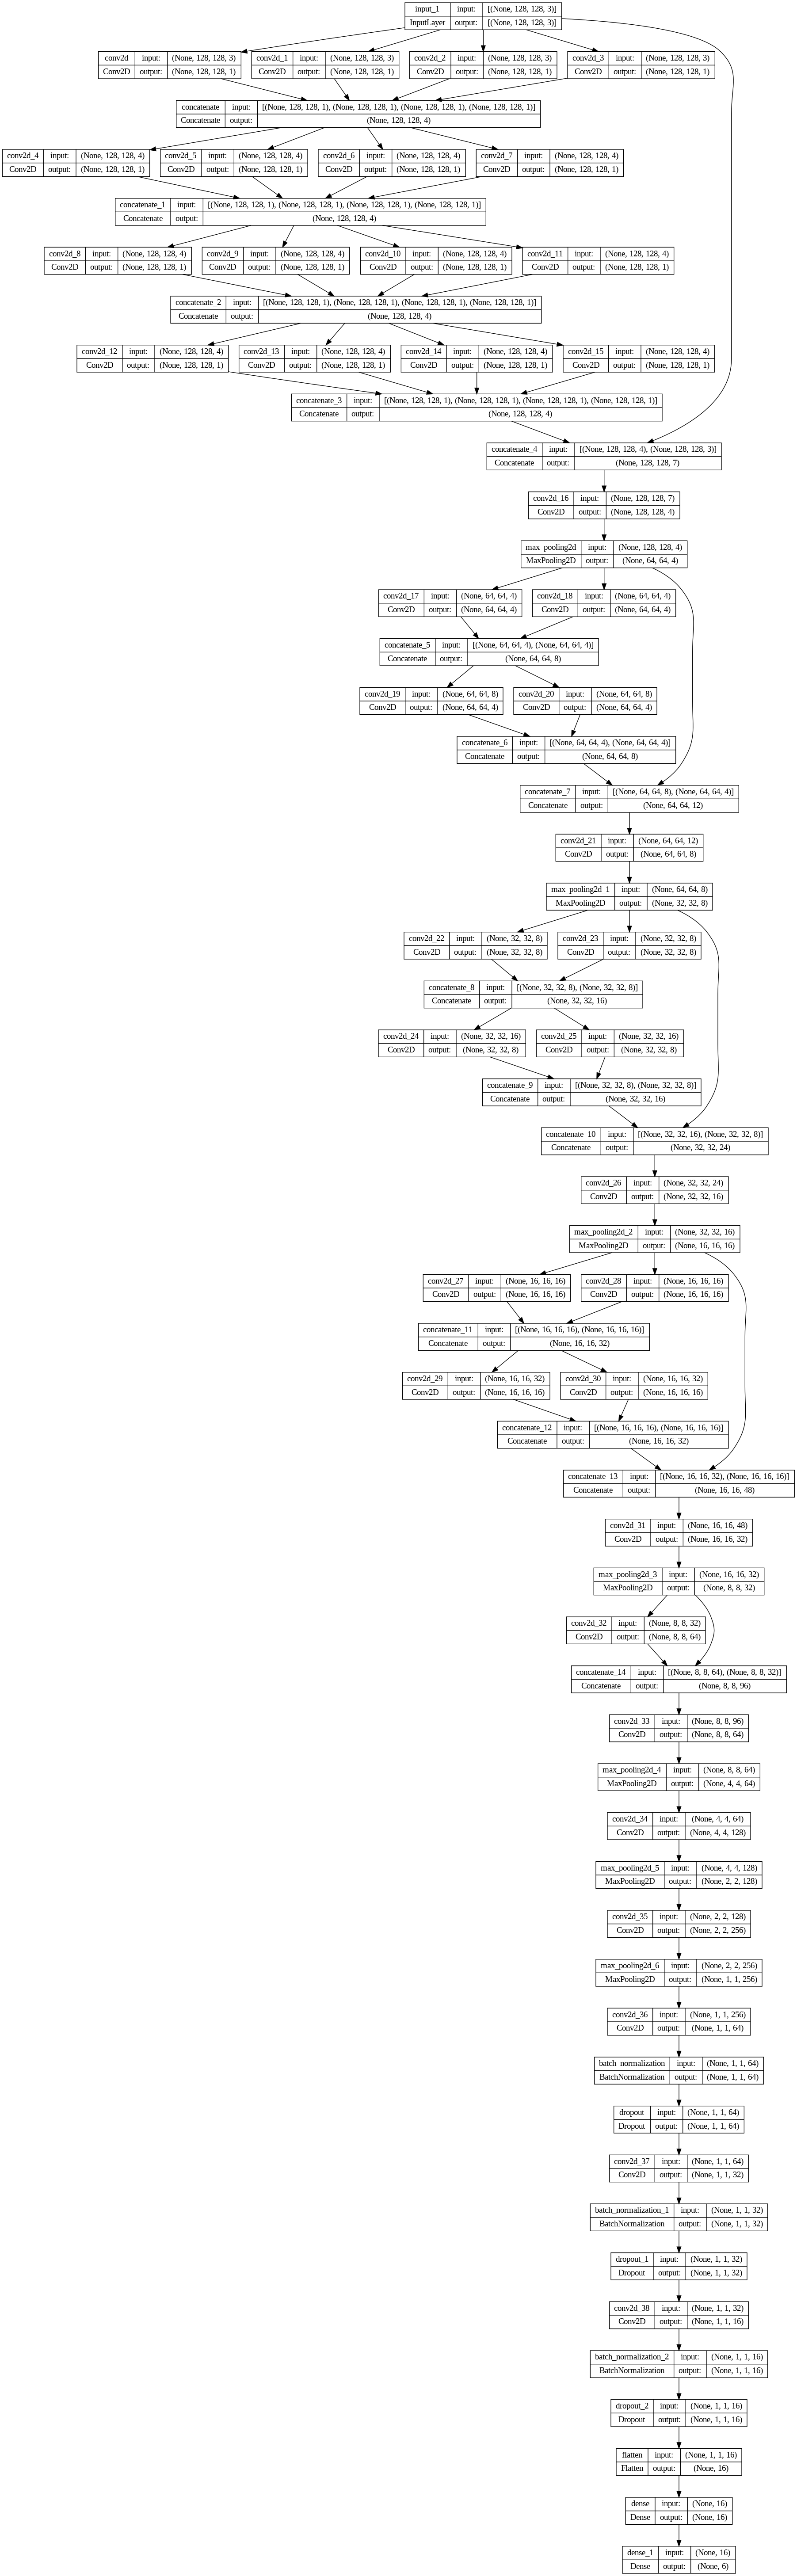 input_1 input: [(None, 128, 128, 3)]
InputLayer output: [(None, 128, 128, 3)]
conv2d input: (None, 128, 128, 3)
Conv2D output: (None, 128, 128, 1)
conv2d_1 input: (None, 128, 128, 3)
Conv2D output: (None, 128, 128, 1)
conv2d_2 input: (None, 128, 128, 3)
Conv2D output: (None, 128, 128, 1)
conv2d_3 input: (None, 128, 128, 3)
Conv2D output: (None, 128, 128, 1)
concatenate input: [(None, 128, 128, 1), (None, 128, 128, 1), (None, 128, 128, 1), (None, 128, 128, 1)]
Concatenate output: (None, 128, 128, 4)
conv2d_4 input: (None, 128, 128, 4)
Conv2D output: (None, 128, 128, 1)
conv2d_5 input: (None, 128, 128, 4)
Conv2D output: (None, 128, 128, 1)
conv2d_6 input: (None, 128, 128, 4)
Conv2D output: (None, 128, 128, 1)
conv2d_7 input: (None, 128, 128, 4)
Conv2D output: (None, 128, 128, 1)
concatenate_1 input: [(None, 128, 128, 1), (None, 128, 128, 1), (None, 128, 128, 1), (None, 128, 128, 1)]
Concatenate output: (None, 128, 128, 4)
conv2d_8 input: (None, 128, 128, 4)
Conv2D output: (None, 128, 128, 1)
conv2d_9 input: (None, 128, 128, 4)
Conv2D output: (None, 128, 128, 1)
conv2d_10 input: (None, 128, 128, 4)
Conv2D output: (None, 128, 128, 1)
conv2d_11 input: (None, 128, 128, 4)
Conv2D output: (None, 128, 128, 1)
concatenate_2 input: [(None, 128, 128, 1), (None, 128, 128, 1), (None, 128, 128, 1), (None, 128, 128, 1)]
Concatenate output: (None, 128, 128, 4)
conv2d_12 input: (None, 128, 128, 4)
Conv2D output: (None, 128, 128, 1)
conv2d_13 input: (None, 128, 128, 4)
Conv2D output: (None, 128, 128, 1)
conv2d_14 input: (None, 128, 128, 4)
Conv2D output: (None, 128, 128, 1)
conv2d_15 input: (None, 128, 128, 4)
Conv2D output: (None, 128, 128, 1)
concatenate_3 input: [(None, 128, 128, 1), (None, 128, 128, 1), (None, 128, 128, 1), (None, 128, 128, 1)]
Concatenate output: (None, 128, 128, 4)
concatenate_4 input: [(None, 128, 128, 4), (None, 128, 128, 3)]
Concatenate output: (None, 128, 128, 7)
conv2d_16 input: (None, 128, 128, 7)
Conv2D output: (None, 128, 128, 4)
max_pooling2d input: (None, 128, 128, 4)
MaxPooling2D output: (None, 64, 64, 4)
conv2d_17 input: (None, 64, 64, 4)
Conv2D output: (None, 64, 64, 4)
conv2d_18 input: (None, 64, 64, 4)
Conv2D output: (None, 64, 64, 4)
concatenate_5 input: [(None, 64, 64, 4), (None, 64, 64, 4)]
Concatenate output: (None, 64, 64, 8)
conv2d_19 input: (None, 64, 64, 8)
Conv2D output: (None, 64, 64, 4)
conv2d_20 input: (None, 64, 64, 8)
Conv2D output: (None, 64, 64, 4)
concatenate_6 input: [(None, 64, 64, 4), (None, 64, 64, 4)]
Concatenate output: (None, 64, 64, 8)
concatenate_7 input: [(None, 64, 64, 8), (None, 64, 64, 4)]
Concatenate output: (None, 64, 64, 12)
conv2d_21 input: (None, 64, 64, 12)
Conv2D output: (None, 64, 64, 8)
max_pooling2d_1 input: (None, 64, 64, 8)
MaxPooling2D output: (None, 32, 32, 8)
conv2d_22 input: (None, 32, 32, 8)
Conv2D output: (None, 32, 32, 8)
conv2d_23 input: (None, 32, 32, 8)
Conv2D output: (None, 32, 32, 8)
concatenate_8 input: [(None, 32, 32, 8), (None, 32, 32, 8)]
Concatenate output: (None, 32, 32, 16)
conv2d_24 input: (None, 32, 32, 16)
Conv2D output: (None, 32, 32, 8)
conv2d_25 input: (None, 32, 32, 16)
Conv2D output: (None, 32, 32, 8)
concatenate_9 input: [(None, 32, 32, 8), (None, 32, 32, 8)]
Concatenate output: (None, 32, 32, 16)
concatenate_10 input: [(None, 32, 32, 16), (None, 32, 32, 8)]
Concatenate output: (None, 32, 32, 24)
conv2d_26 input: (None, 32, 32, 24)
Conv2D output: (None, 32, 32, 16)
max_pooling2d_2 input: (None, 32, 32, 16)
MaxPooling2D output: (None, 16, 16, 16)
conv2d_27 input: (None, 16, 16, 16)
Conv2D output: (None, 16, 16, 16)
conv2d_28 input: (None, 16, 16, 16)
Conv2D output: (None, 16, 16, 16)
concatenate_11 input: [(None, 16, 16, 16), (None, 16, 16, 16)]
Concatenate output: (None, 16, 16, 32)
conv2d_29 input: (None, 16, 16, 32)
Conv2D output: (None, 16, 16, 16)
conv2d_30 input: (None, 16, 16, 32)
Conv2D output: (None, 16, 16, 16)
concatenate_12 input: [(None, 16, 16, 16), (None, 16, 16, 16)]
Concatenate output: (None, 16, 16, 32)
concatenate_13 input: [(None, 16, 16, 32), (None, 16, 16, 16)]
Concatenate output: (None, 16, 16, 48)
conv2d_31 input: (None, 16, 16, 48)
Conv2D output: (None, 16, 16, 32)
max_pooling2d_3 input: (None, 16, 16, 32)
MaxPooling2D output: (None, 8, 8, 32)
conv2d_32 input: (None, 8, 8, 32)
Conv2D output: (None, 8, 8, 64)
concatenate_14 input: [(None, 8, 8, 64), (None, 8, 8, 32)]
Concatenate output: (None, 8, 8, 96)
conv2d_33 input: (None, 8, 8, 96)
Conv2D output: (None, 8, 8, 64)
max_pooling2d_4 input: (None, 8, 8, 64)
MaxPooling2D output: (None, 4, 4, 64)
conv2d_34 input: (None, 4, 4, 64)
Conv2D output: (None, 4, 4, 128)
max_pooling2d_5 input: (None, 4, 4, 128)
MaxPooling2D output: (None, 2, 2, 128)
conv2d_35 input: (None, 2, 2, 128)
Conv2D output: (None, 2, 2, 256)
max_pooling2d_6 input: (None, 2, 2, 256)
MaxPooling2D output: (None, 1, 1, 256)
conv2d_36 input: (None, 1, 1, 256)
Conv2D output: (None, 1, 1, 64)
batch_normalization input: (None, 1, 1, 64)
BatchNormalization output: (None, 1, 1, 64)
dropout input: (None, 1, 1, 64)
Dropout output: (None, 1, 1, 64)
conv2d_37 input: (None, 1, 1, 64)
Conv2D output: (None, 1, 1, 32)
batch_normalization_1 input: (None, 1, 1, 32)
BatchNormalization output: (None, 1, 1, 32)
dropout_1 input: (None, 1, 1, 32)
Dropout output: (None, 1, 1, 32)
conv2d_38 input: (None, 1, 1, 32)
Conv2D output: (None, 1, 1, 16)
batch_normalization_2 input: (None, 1, 1, 16)
BatchNormalization output: (None, 1, 1, 16)
dropout_2 input: (None, 1, 1, 16)
Dropout output: (None, 1, 1, 16)
flatten input: (None, 1, 1, 16)
Flatten output: (None, 16)
dense input: (None, 16)
Dense output: (None, 16)
dense_1 input: (None, 16)
Dense output: (None, 6)